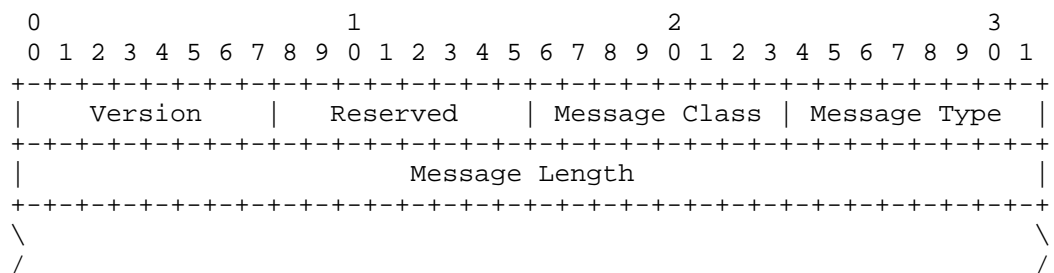 0                   1                   2                   3
 0 1 2 3 4 5 6 7 8 9 0 1 2 3 4 5 6 7 8 9 0 1 2 3 4 5 6 7 8 9 0 1
+-+-+-+-+-+-+-+-+-+-+-+-+-+-+-+-+-+-+-+-+-+-+-+-+-+-+-+-+-+-+-+-+
|    Version    |   Reserved    | Message Class | Message Type  |
+-+-+-+-+-+-+-+-+-+-+-+-+-+-+-+-+-+-+-+-+-+-+-+-+-+-+-+-+-+-+-+-+
|                        Message Length                         |
+-+-+-+-+-+-+-+-+-+-+-+-+-+-+-+-+-+-+-+-+-+-+-+-+-+-+-+-+-+-+-+-+
\                                                               \
/                                                               /